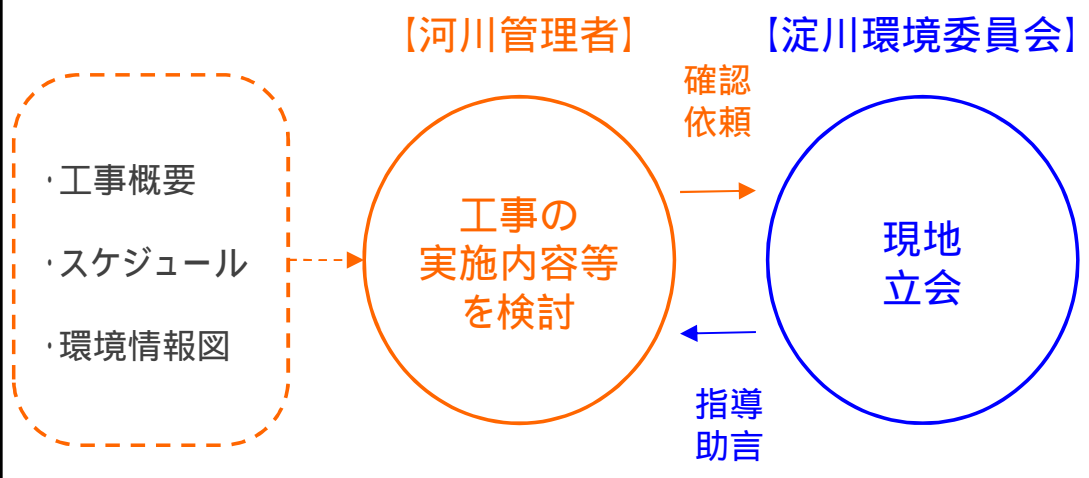 【河川管理者】
【淀川環境委員会】
・工事概要
・スケジュール
・環境情報図
工事の
実施内容等
を検討
確認
依頼
現地
立会
指導
助言